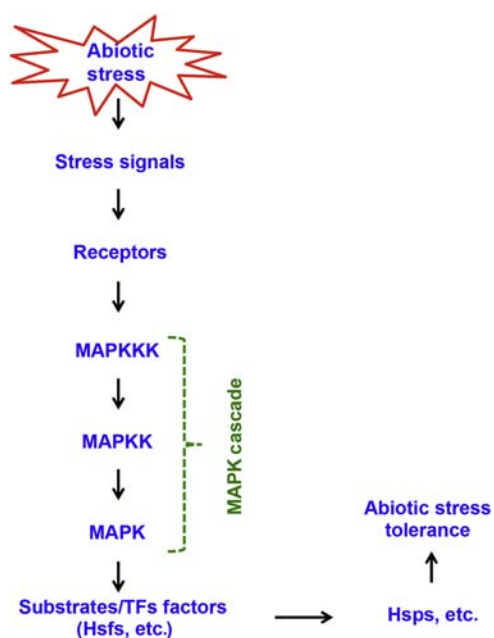 Abiotic
stress
Stress signals
Receptors
MAPKKK
MAPKK
MAPK
MAPK cascade
Substrates/TFs factors
(Hsfs, etc.)
Hsps, etc.
Abiotic stress
tolerance